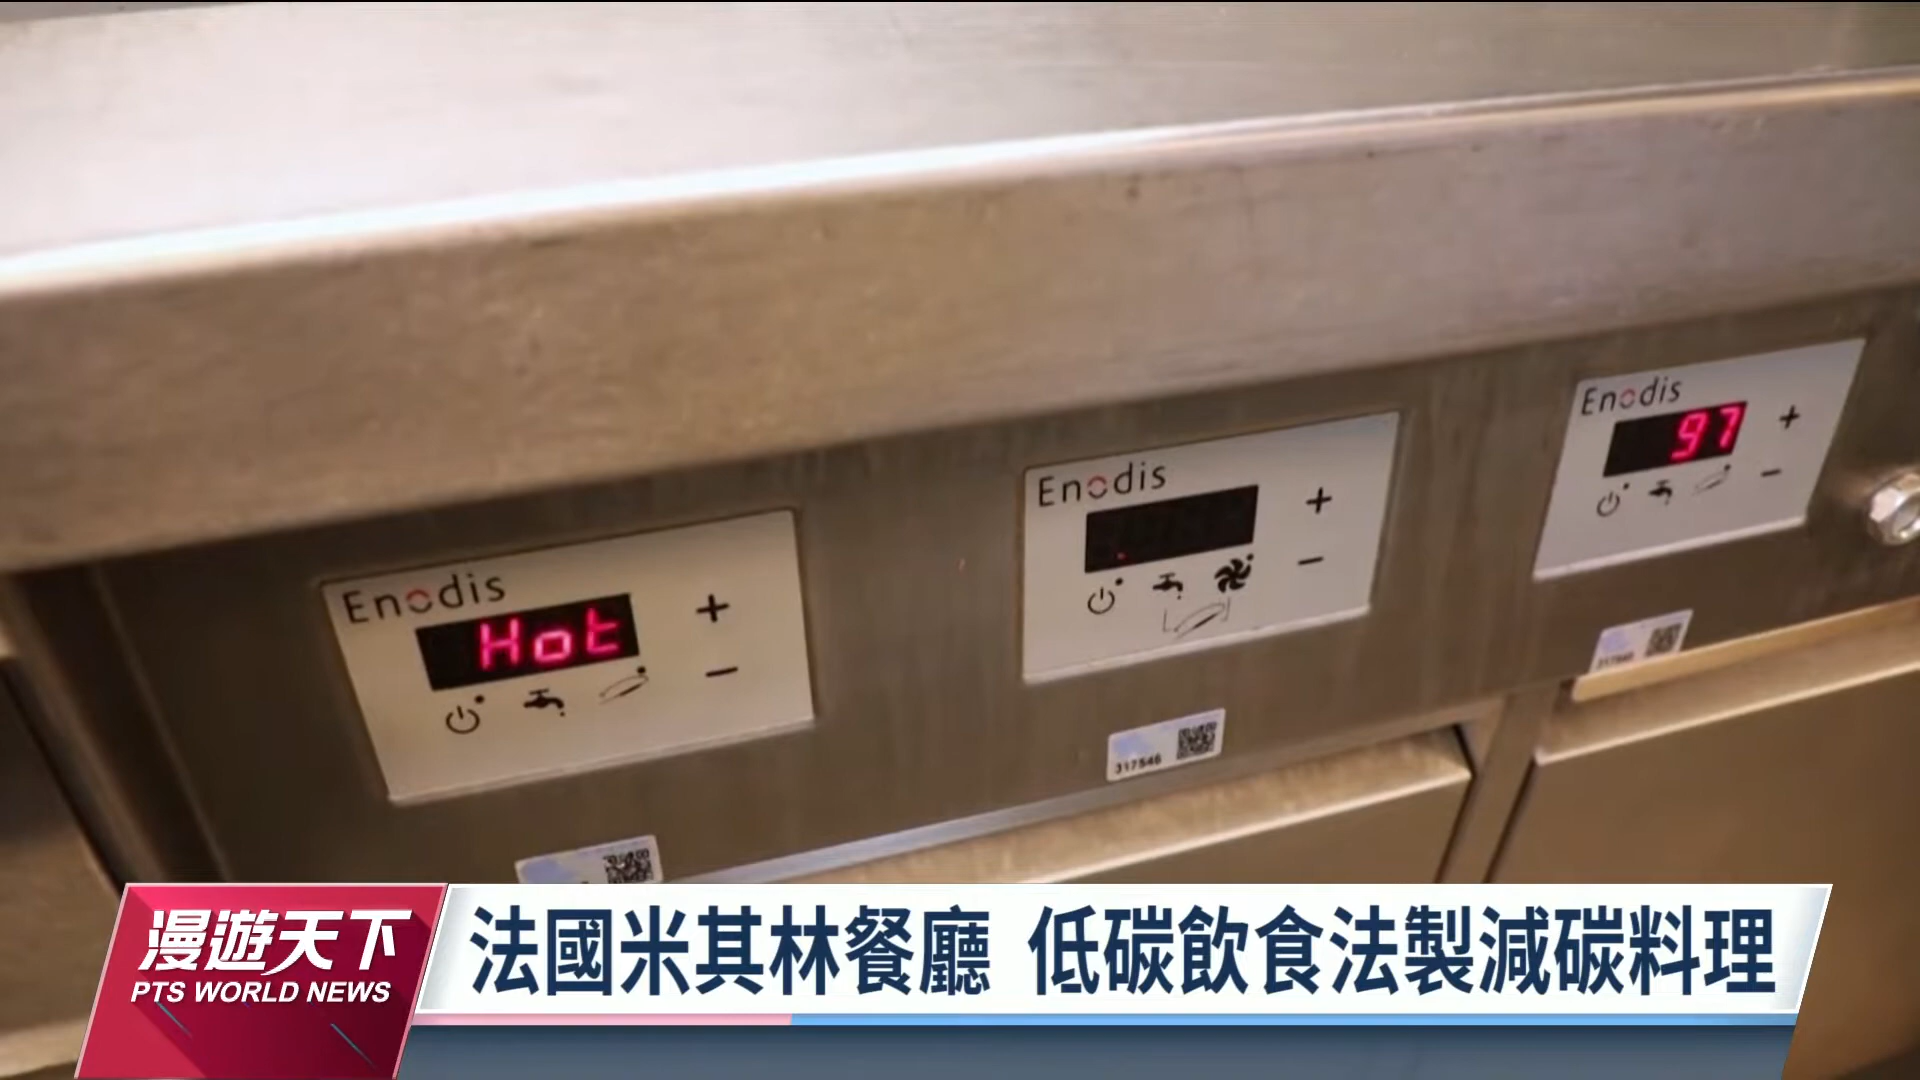 Enodis
97
+
-
Enodis
+
-
Enodis
Hot
+
-
317546
漫遊天下
PTS WORLD NEWS
法國米其林餐廳 低碳飲食法製減碳料理